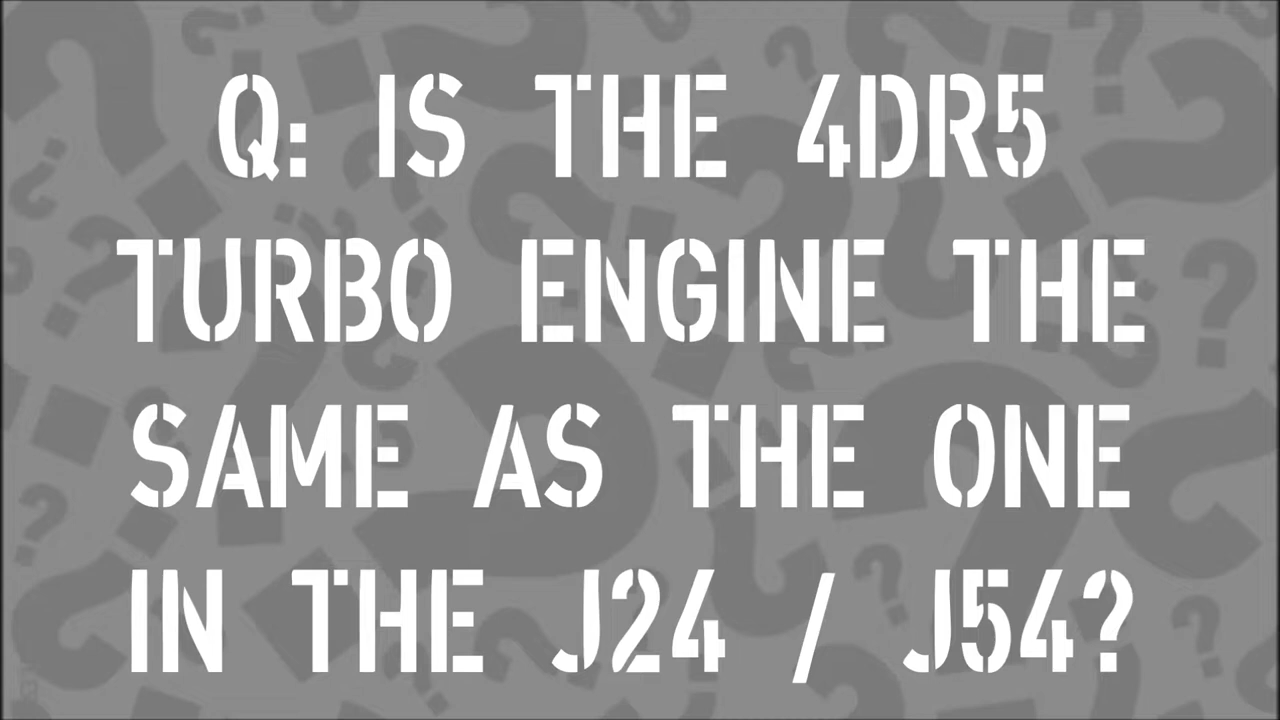 Q: IS THE 4DR5
TURBO ENGINE THE
SAME AS THE ONE
IN THE J24 / J54?